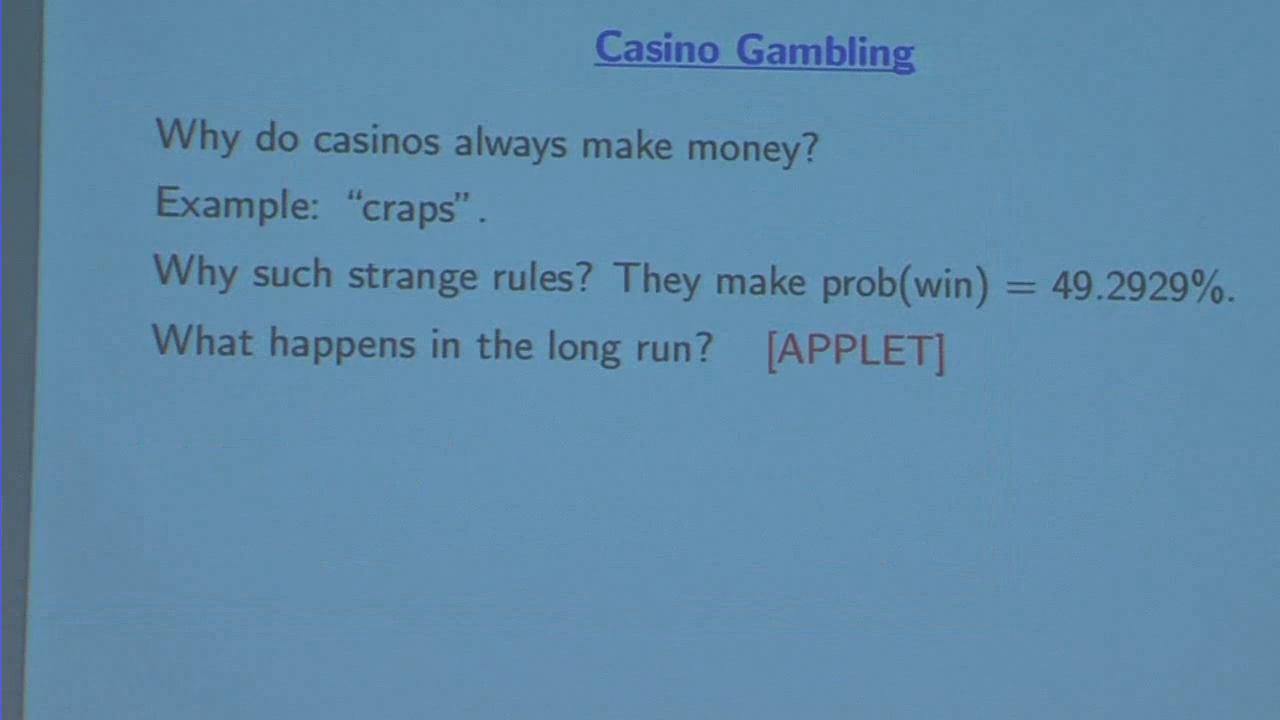 Casino Gambling
Why do casinos always make money?
Example: “craps”.
Why such strange rules? They make prob(win) = 49.2929%.
What happens in the long run? [APPLET]